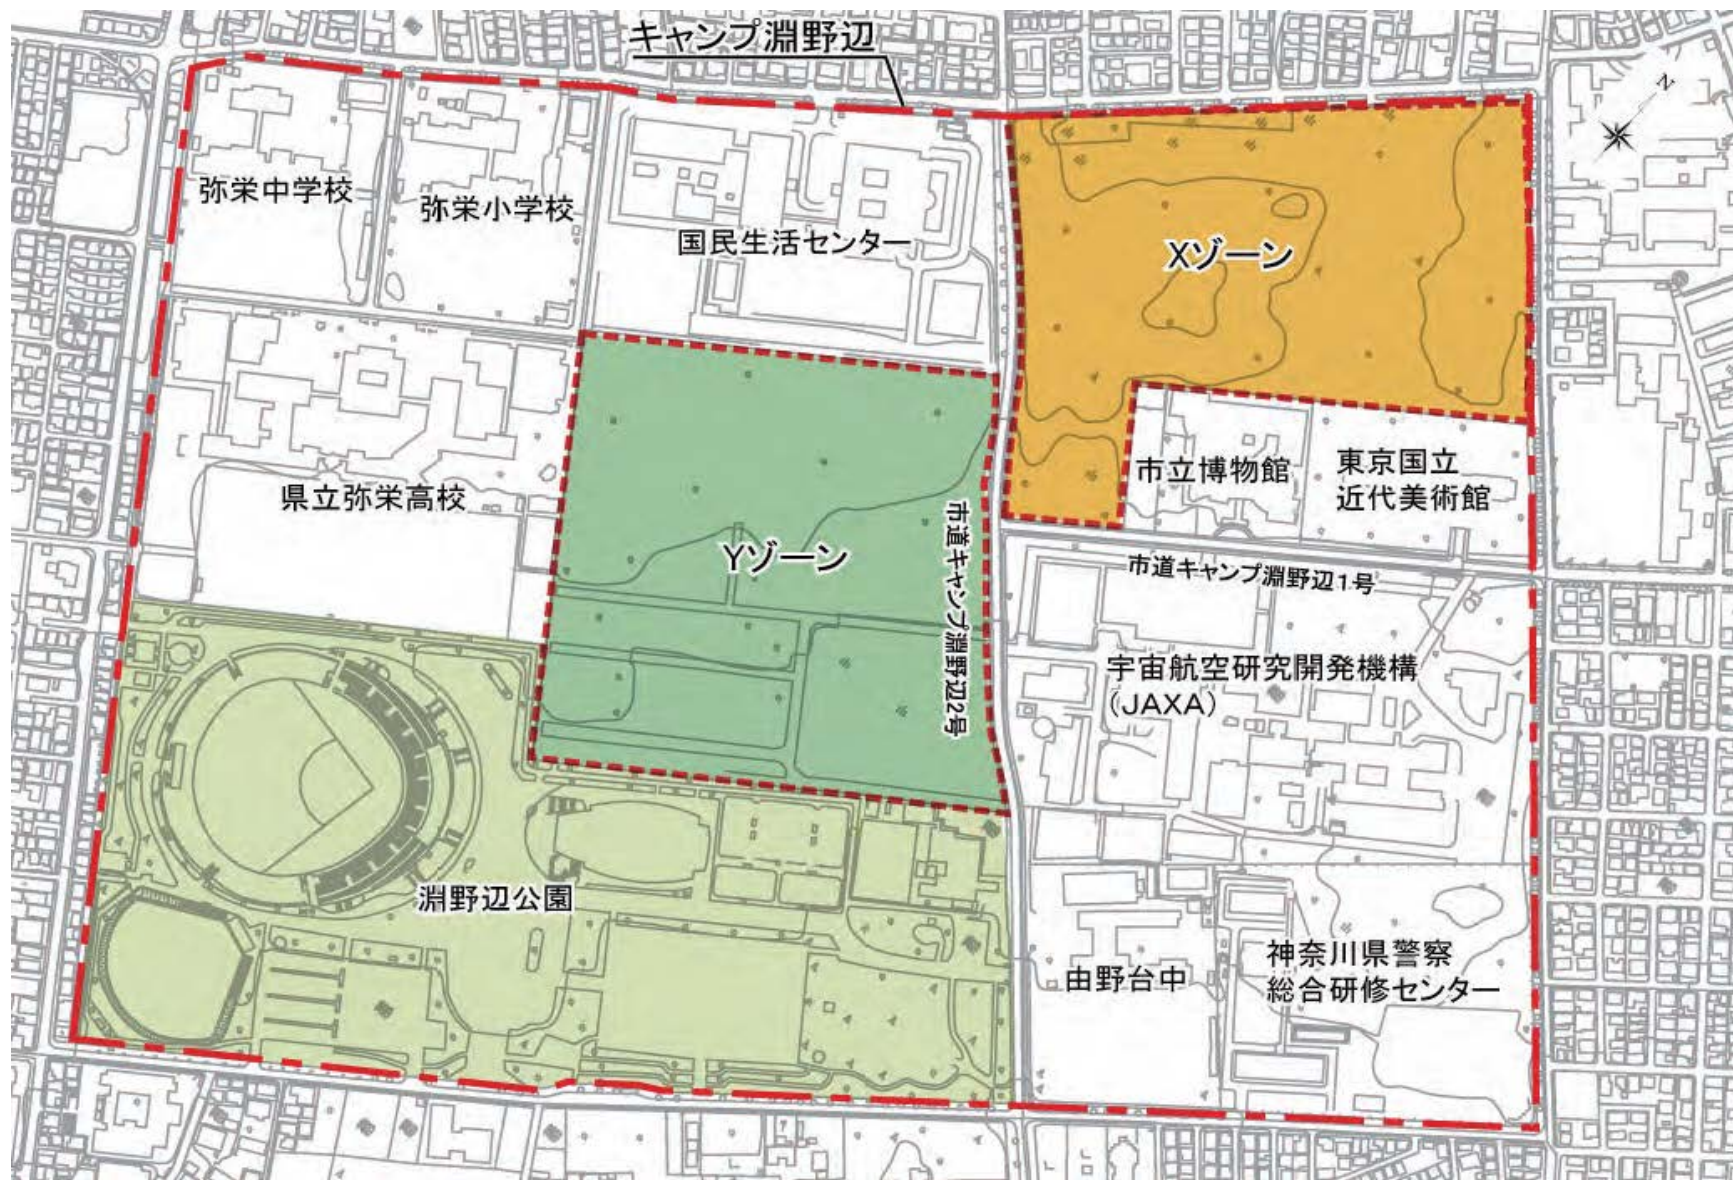 キャンプ淵野辺
N
弥栄中学校
弥栄小学校
国民生活センター
Xゾーン
県立弥栄高校
市立博物館
東京国立
近代美術館
Yゾーン
市道キャンプ淵野辺2号
市道キャンプ淵野辺1号
宇宙航空研究開発機構
(JAXA)
淵野辺公園
由野台中
神奈川県警察
総合研修センター